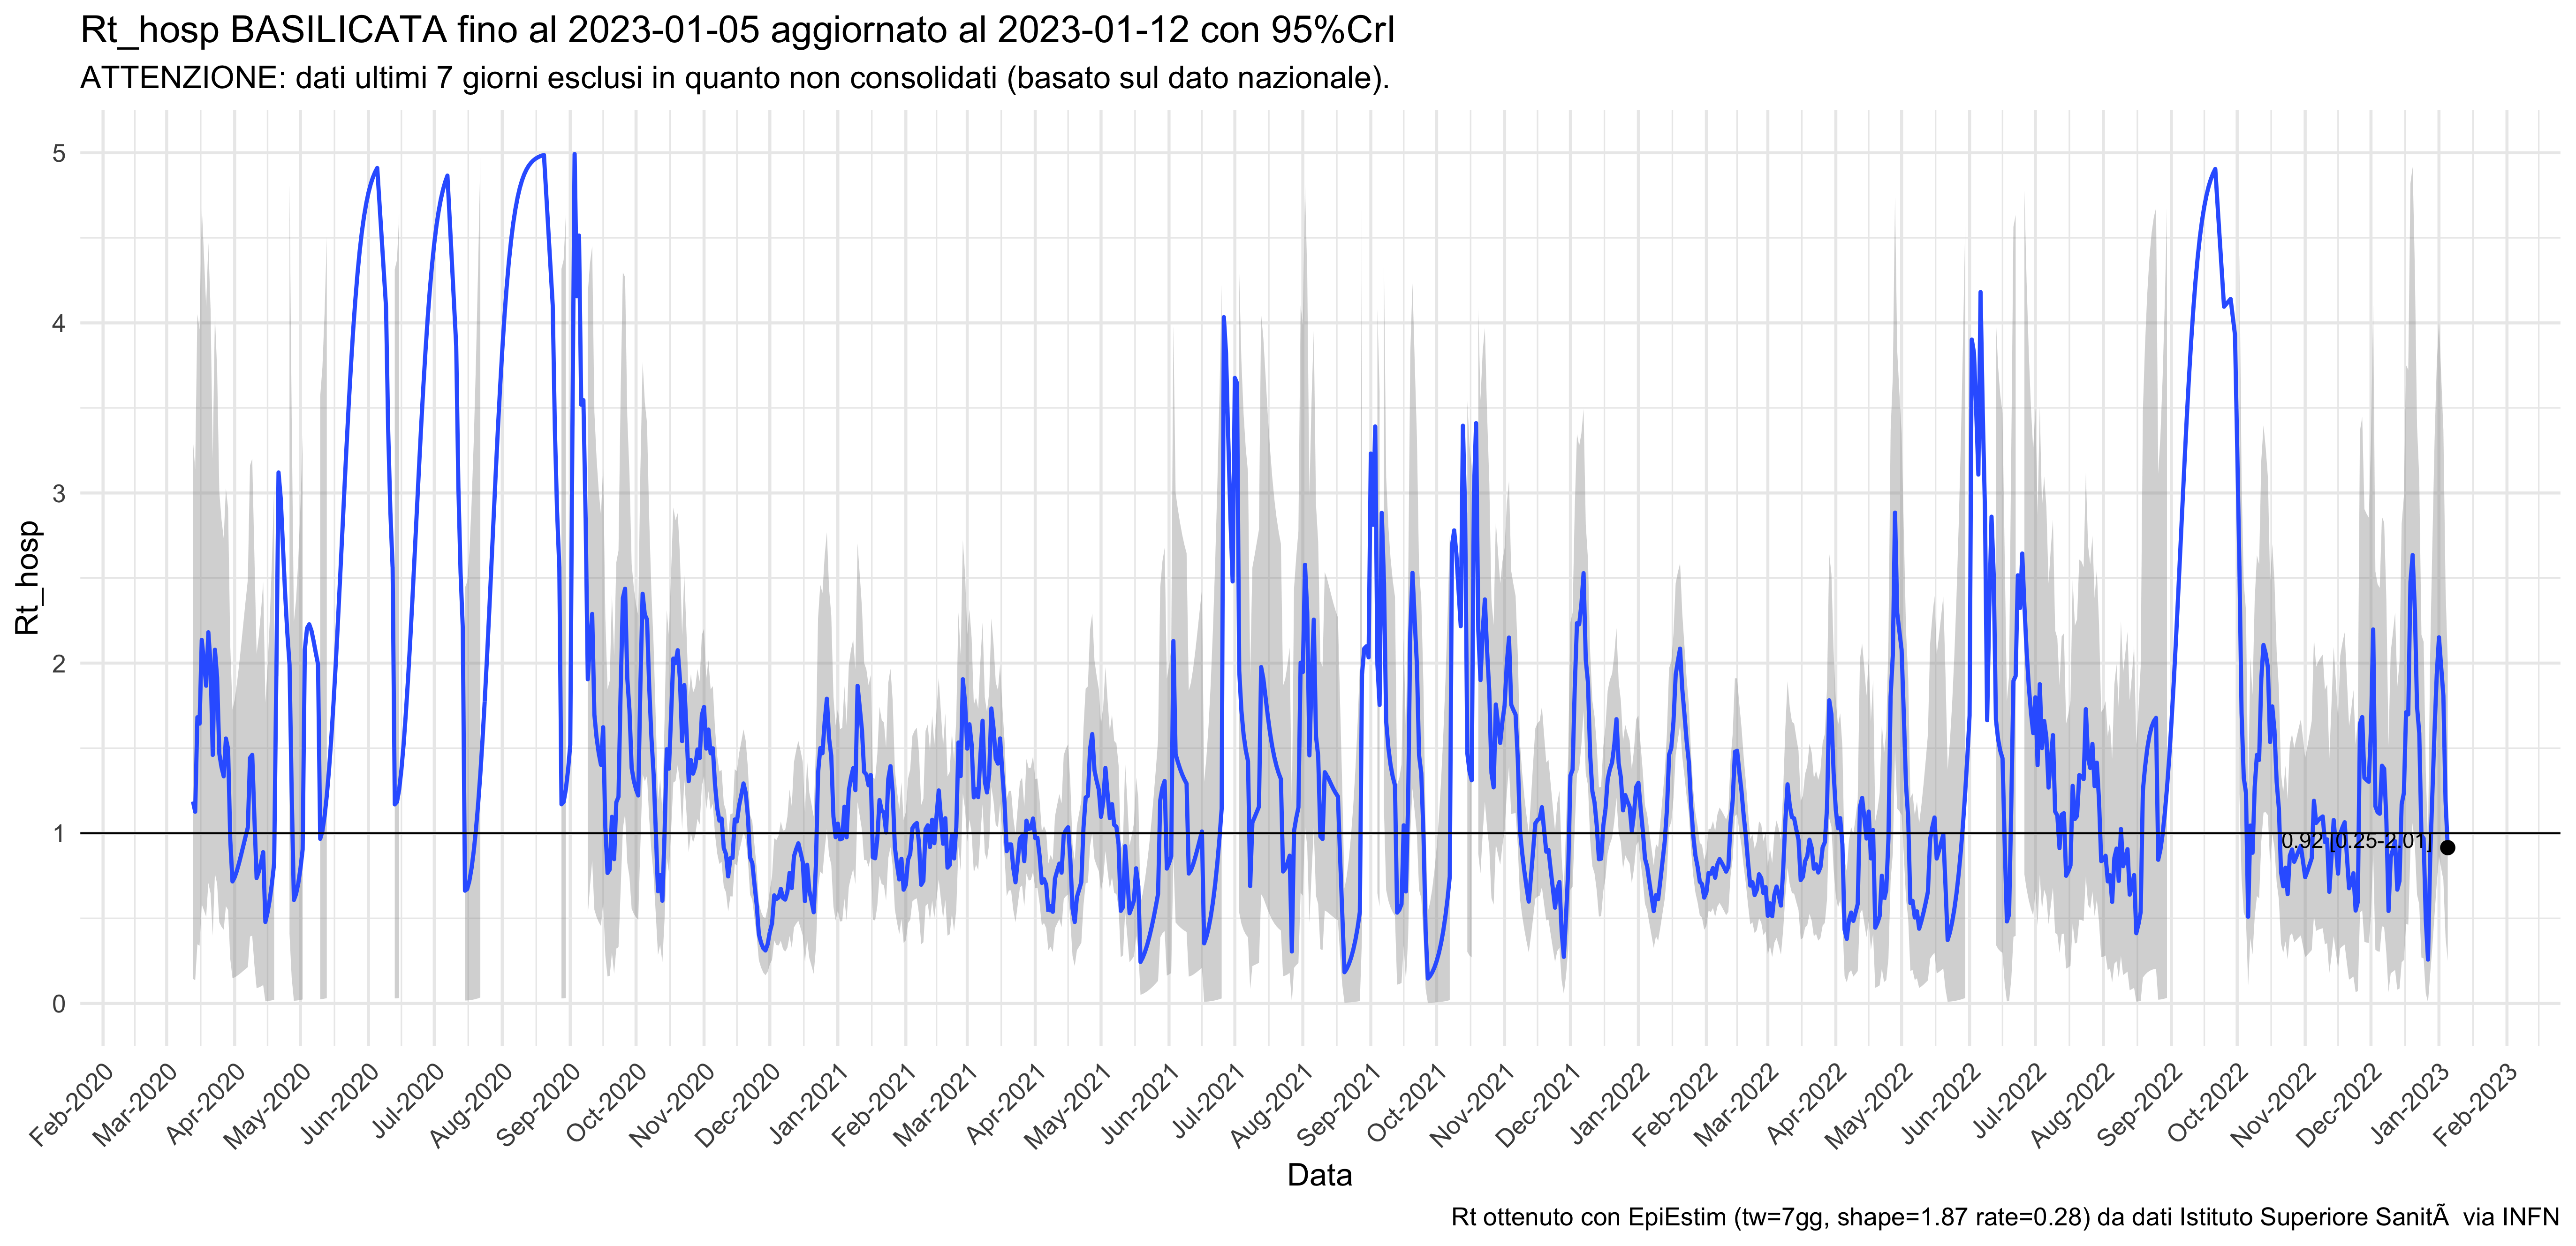 Rt_hosp BASILICATA fino al 2023-01-05 aggiornato al 2023-01-12 con 95%CrI
ATTENZIONE: dati ultimi 7 giorni esclusi in quanto non consolidati (basato sul dato nazionale).
Rt_hosp
5
4
3
2
1
0
0.92 [0.25-2.01]
Feb-2020
Mar-2020
Apr-2020
May-2020
Jun-2020
Jul-2020
Aug-2020
Sep-2020
Oct-2020
Nov-2020
Dec-2020
Jan-2021
Feb-2021
Mar-2021
Apr-2021
May-2021
Jun-2021
Jul-2021
Aug-2021
Sep-2021
Oct-2021
Nov-2021
Dec-2021
Jan-2022
Feb-2022
Mar-2022
Apr-2022
May-2022
Jun-2022
Jul-2022
Aug-2022
Sep-2022
Oct-2022
Nov-2022
Dec-2022
Jan-2023
Feb-2023
Data
Rt ottenuto con EpiEstim (tw=7gg, shape=1.87 rate=0.28) da dati Istituto Superiore SanitÃ  via INFN